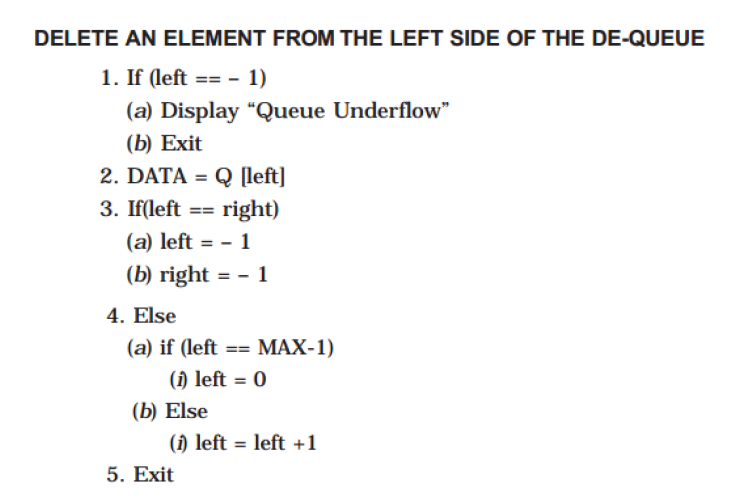 DELETE AN ELEMENT FROM THE LEFT SIDE OF THE DE-QUEUE
1. If (left == – 1)
(a) Display “Queue Underflow”
(b) Exit
2. DATA = Q [left]
3. If(left == right)
(a) left = – 1
(b) right = – 1
4. Else
(a) if (left == MAX-1)
(i) left = 0
(b) Else
(i) left = left +1
5. Exit